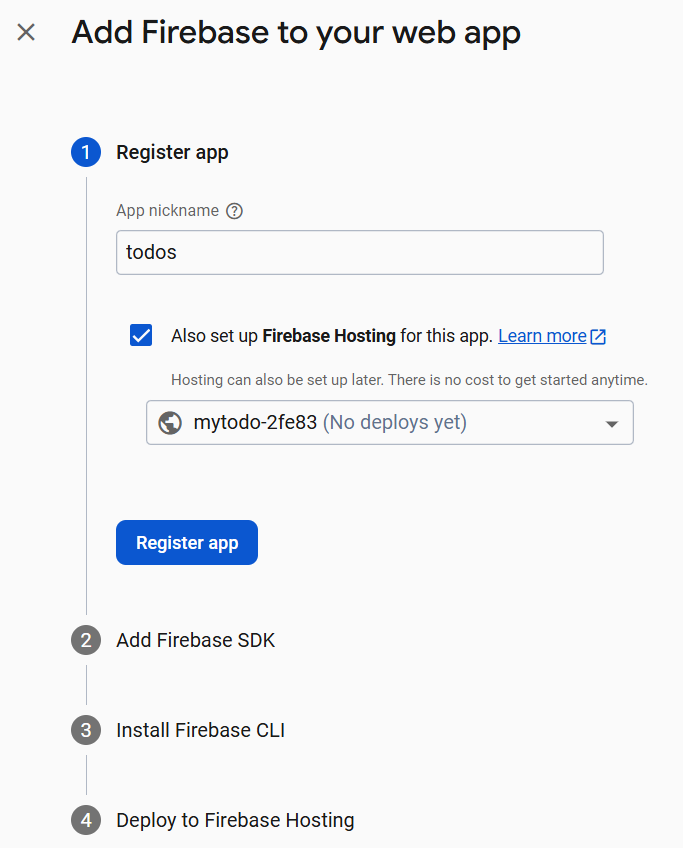 Add Firebase to your web app
1 Register app
App nickname
todos
Also set up Firebase Hosting for this app. Learn more
Hosting can also be set up later. There is no cost to get started anytime.
mytodo-2fe83 (No deploys yet)
Register app
2 Add Firebase SDK
3 Install Firebase CLI
4 Deploy to Firebase Hosting